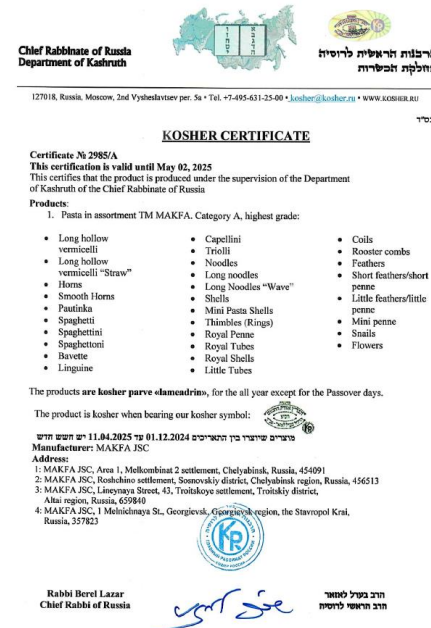 Chief Rabbinate of Russia
Department of Kashruth
רבנות הראשית לרוסיה
מחלקת הכשרות
127018, Russia, Moscow, 2nd Vysheslavtsev per. 5a • Tel. +7-495-631-25-00 • kosher@kosher.ru • WWW.KOSHER.RU
בס"ד
KOSHER CERTIFICATE
Certificate № 2985/A
This certification is valid until May 02, 2025
This certifies that the product is produced under the supervision of the Department
of Kashruth of the Chief Rabbinate of Russia
Products:
1. Pasta in assortment TM MAKFA. Category A, highest grade:
• Long hollow
vermicelli
• Long hollow
vermicelli "Straw"
• Horns
• Smooth Horns
• Pautinka
• Spaghetti
• Spaghettini
• Spaghettoni
• Bavette
• Linguine
• Capellini
• Triolli
• Noodles
• Long noodles
• Long Noodles "Wave"
• Shells
• Mini Pasta Shells
• Thimbles (Rings)
• Royal Penne
• Royal Tubes
• Royal Shells
• Little Tubes
• Coils
• Rooster combs
• Feathers
• Short feathers/short
penne
• Little feathers/little
penne
• Mini penne
• Snails
• Flowers
The products are kosher parve «lameadrin», for the all year except for the Passover days.
The product is kosher when bearing our kosher symbol:
מוצרים שיוצרו בין התאריכים 01.12.2024 עד 11.04.2025 יש חשש חדש
Manufacturer: MAKFA JSC
Address:
1: MAKFA JSC, Area 1, Melkombinat 2 settlement, Chelyabinsk, Russia, 454091
2: MAKFA JSC, Roshchino settlement, Sosnovskiy district, Chelyabinsk region, Russia, 456513
3: MAKFA JSC, Lineynaya Street, 43, Troitskoye settlement, Troitskiy district,
Altai region, Russia, 659840
4: MAKFA JSC, 1 Melnichnaya St., Georgievsk, Georgievsk region, the Stavropol Krai,
Russia, 357823
Rabbi Berel Lazar
Chief Rabbi of Russia
הרב בערל לאזאר
הרב הראשי לרוסיה